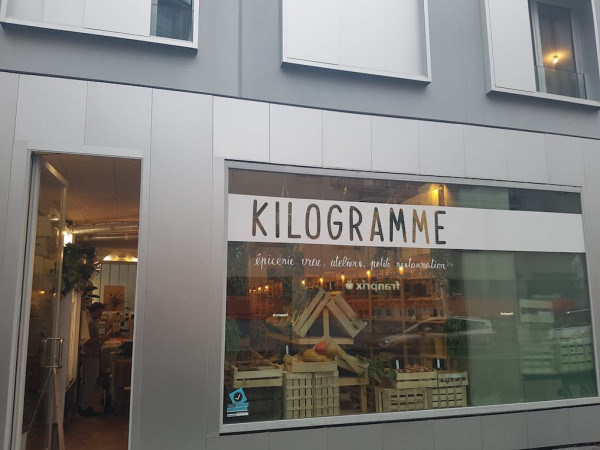 KILOGRAMME
épicerie vrac, ateliers, petite restauration
franprix